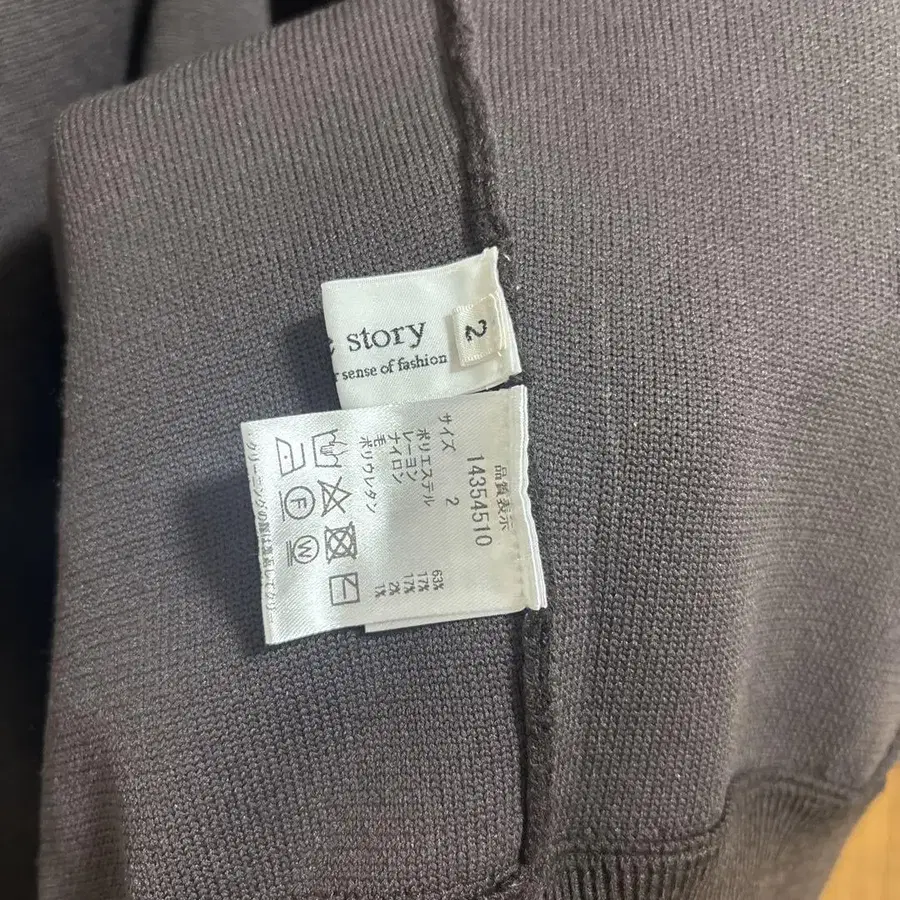 story
sense of fashion
2
品質表示
14354510
サイズ 2
ポリエステル 63%
レーヨン 17%
ナイロン 17%
毛 2%
ポリウレタン 1%
F
W